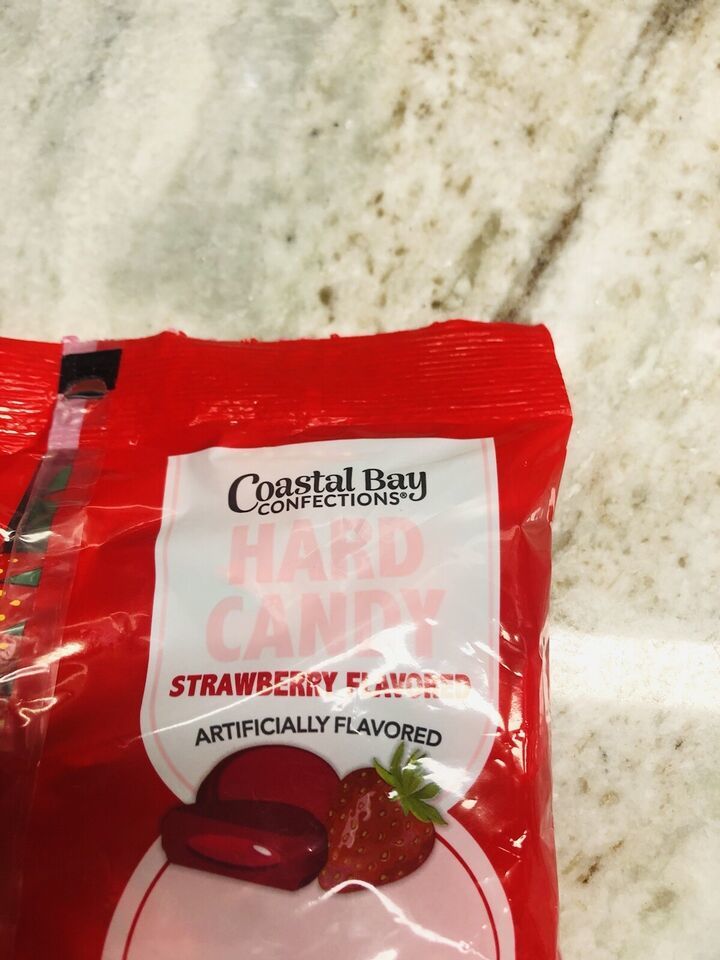 Coastal Bay
CONFECTIONS®
HARD
CANDY
STRAWBERRY FLAVORED
ARTIFICIALLY FLAVORED